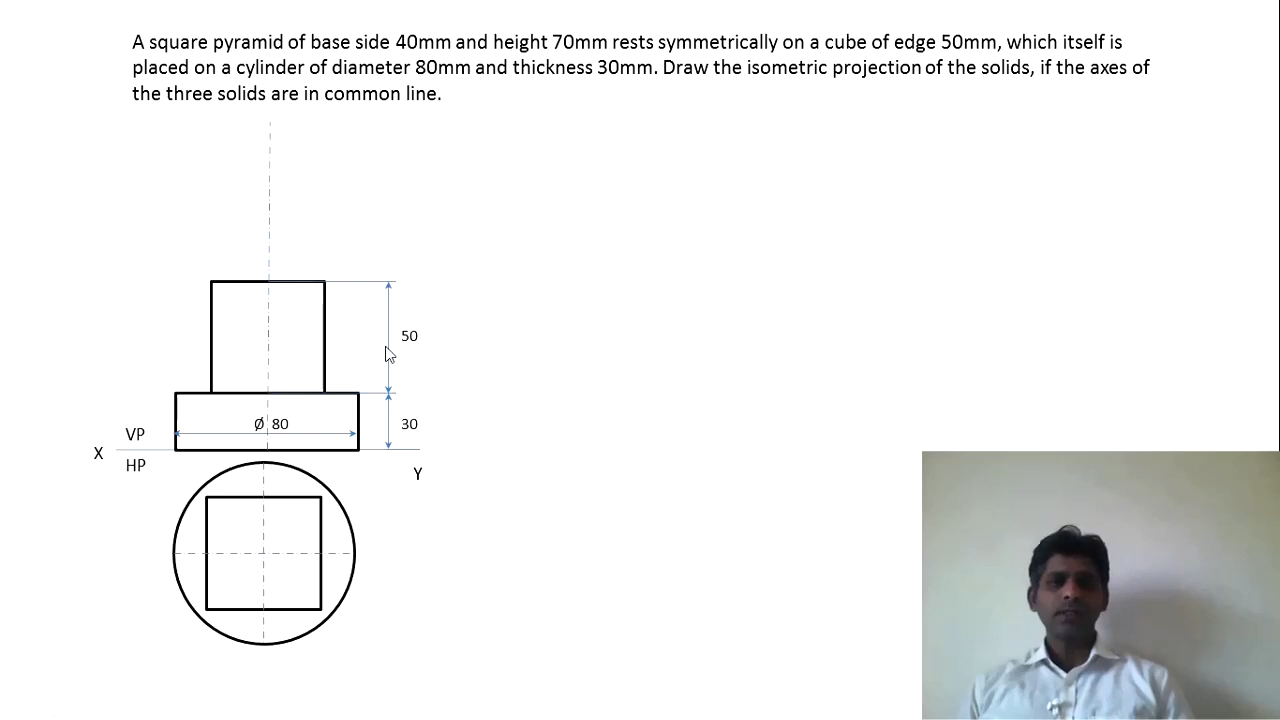 A square pyramid of base side 40mm and height 70mm rests symmetrically on a cube of edge 50mm, which itself is
placed on a cylinder of diameter 80mm and thickness 30mm. Draw the isometric projection of the solids, if the axes of
the three solids are in common line.
50
Ø 80
30
VP
X
HP
Y